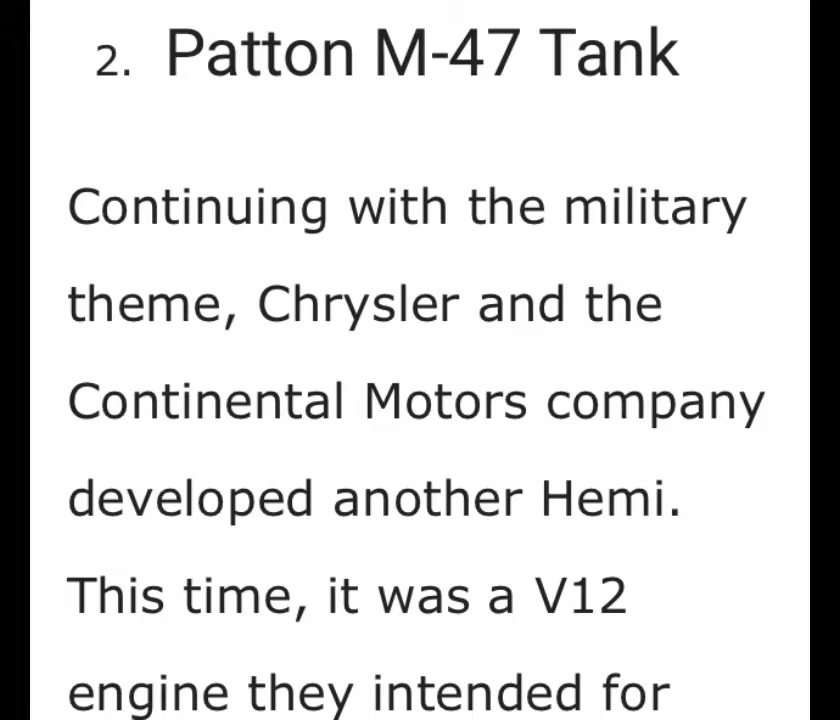 2. Patton M-47 Tank
Continuing with the military
theme, Chrysler and the
Continental Motors company
developed another Hemi.
This time, it was a V12
engine they intended for